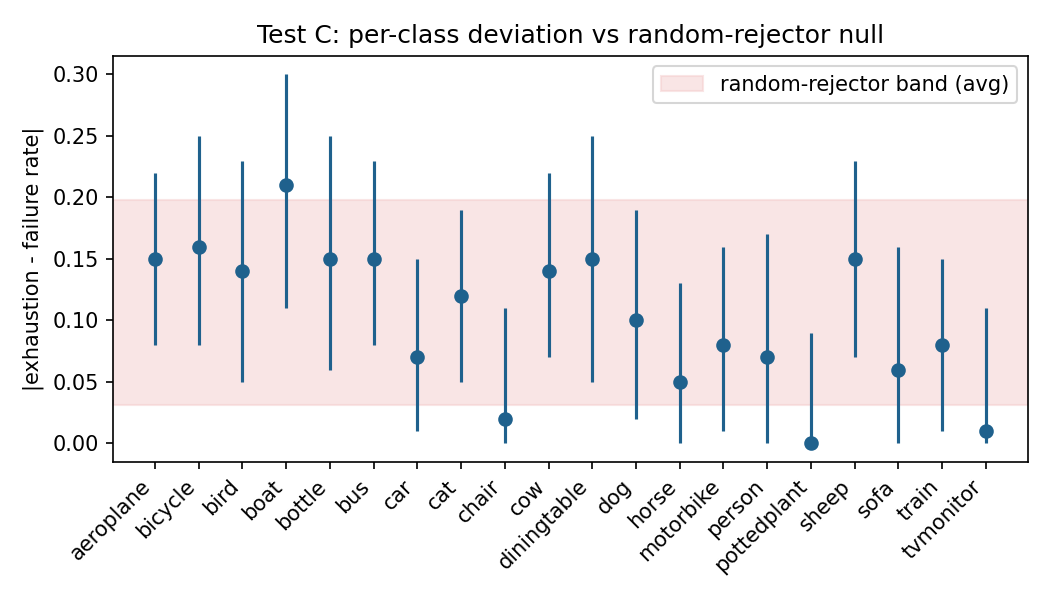 Test C: per-class deviation vs random-rejector null
random-rejector band (avg)
|exhaustion - failure rate|
0.30
0.25
0.20
0.15
0.10
0.05
0.00
aeroplane
bicycle
bird
boat
bottle
bus
car
cat
chair
cow
diningtable
dog
horse
motorbike
person
pottedplant
sheep
sofa
train
tvmonitor